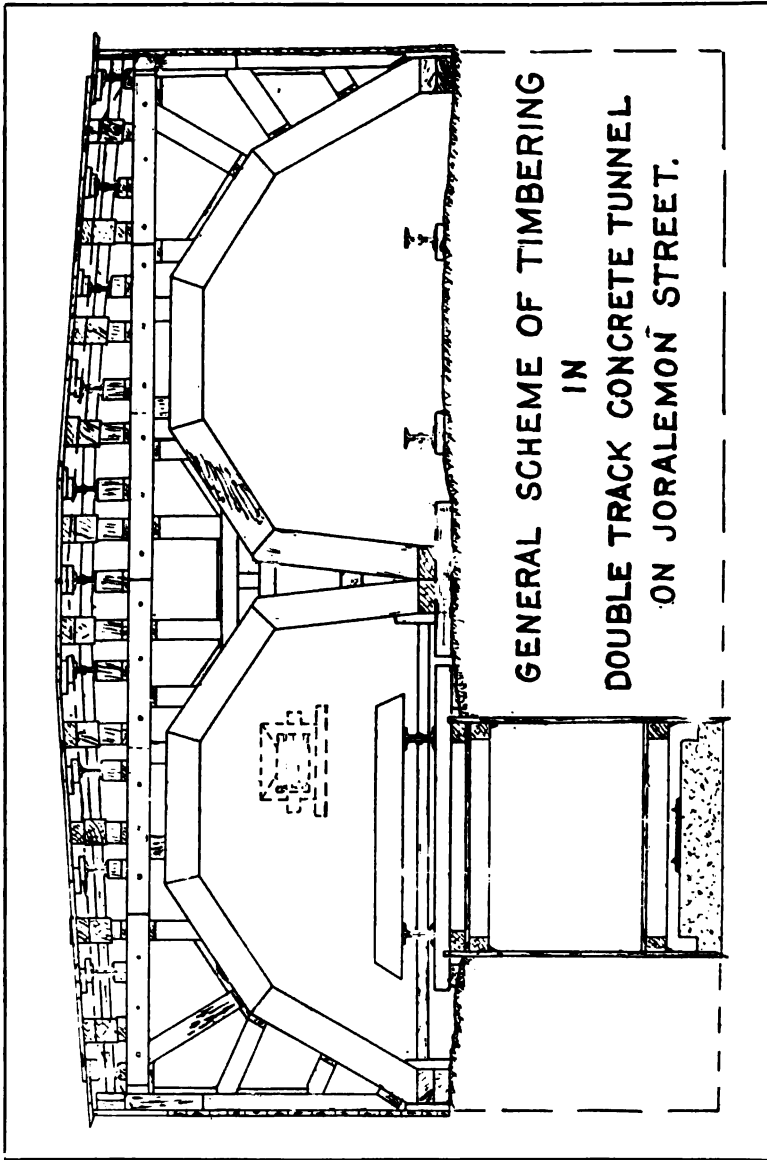 GENERAL SCHEME OF TIMBERING
IN
DOUBLE TRACK CONCRETE TUNNEL
ON JORALEMON STREET.